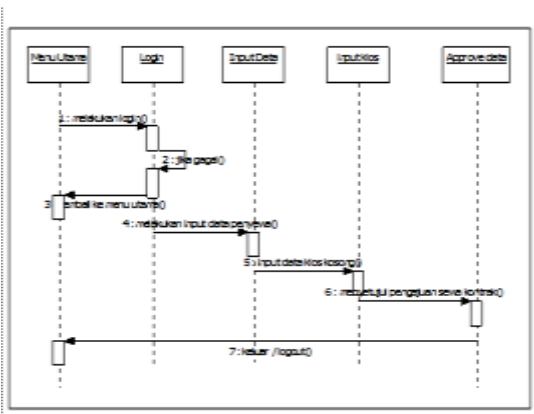 Menu Utama
Login
Input Data
Input kios
Approve data
1 : melakukan login()
2 : jika gagal()
3 embali ke menu utama()
4 : melakukan input data penyewa()
5 : input data kios kosong()
6 : menyetujui pengajuan sewa kontrak()
7 : keluar / logout()